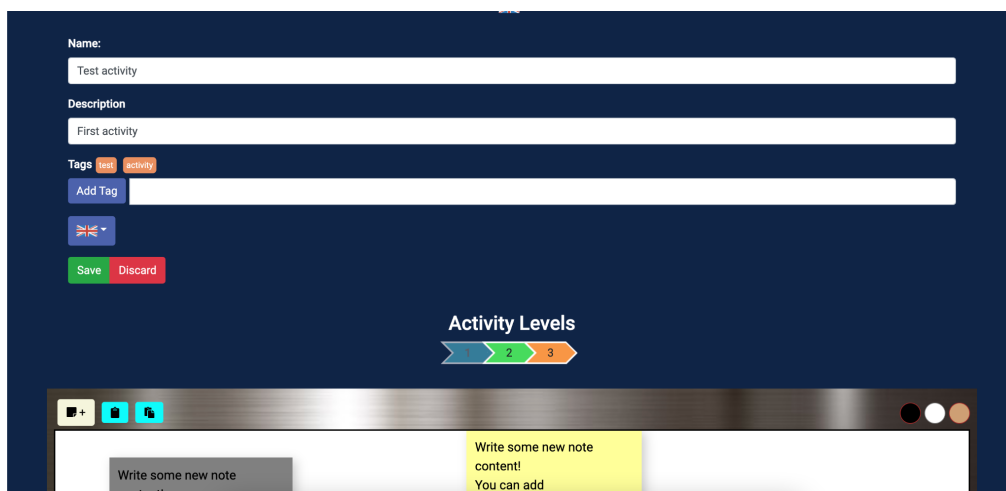 Name:
Test activity
Description
First activity
Tags test activity
Add Tag
Save Discard
Activity Levels
1 2 3
+
Write some new note
content!
You can add
Write some new note